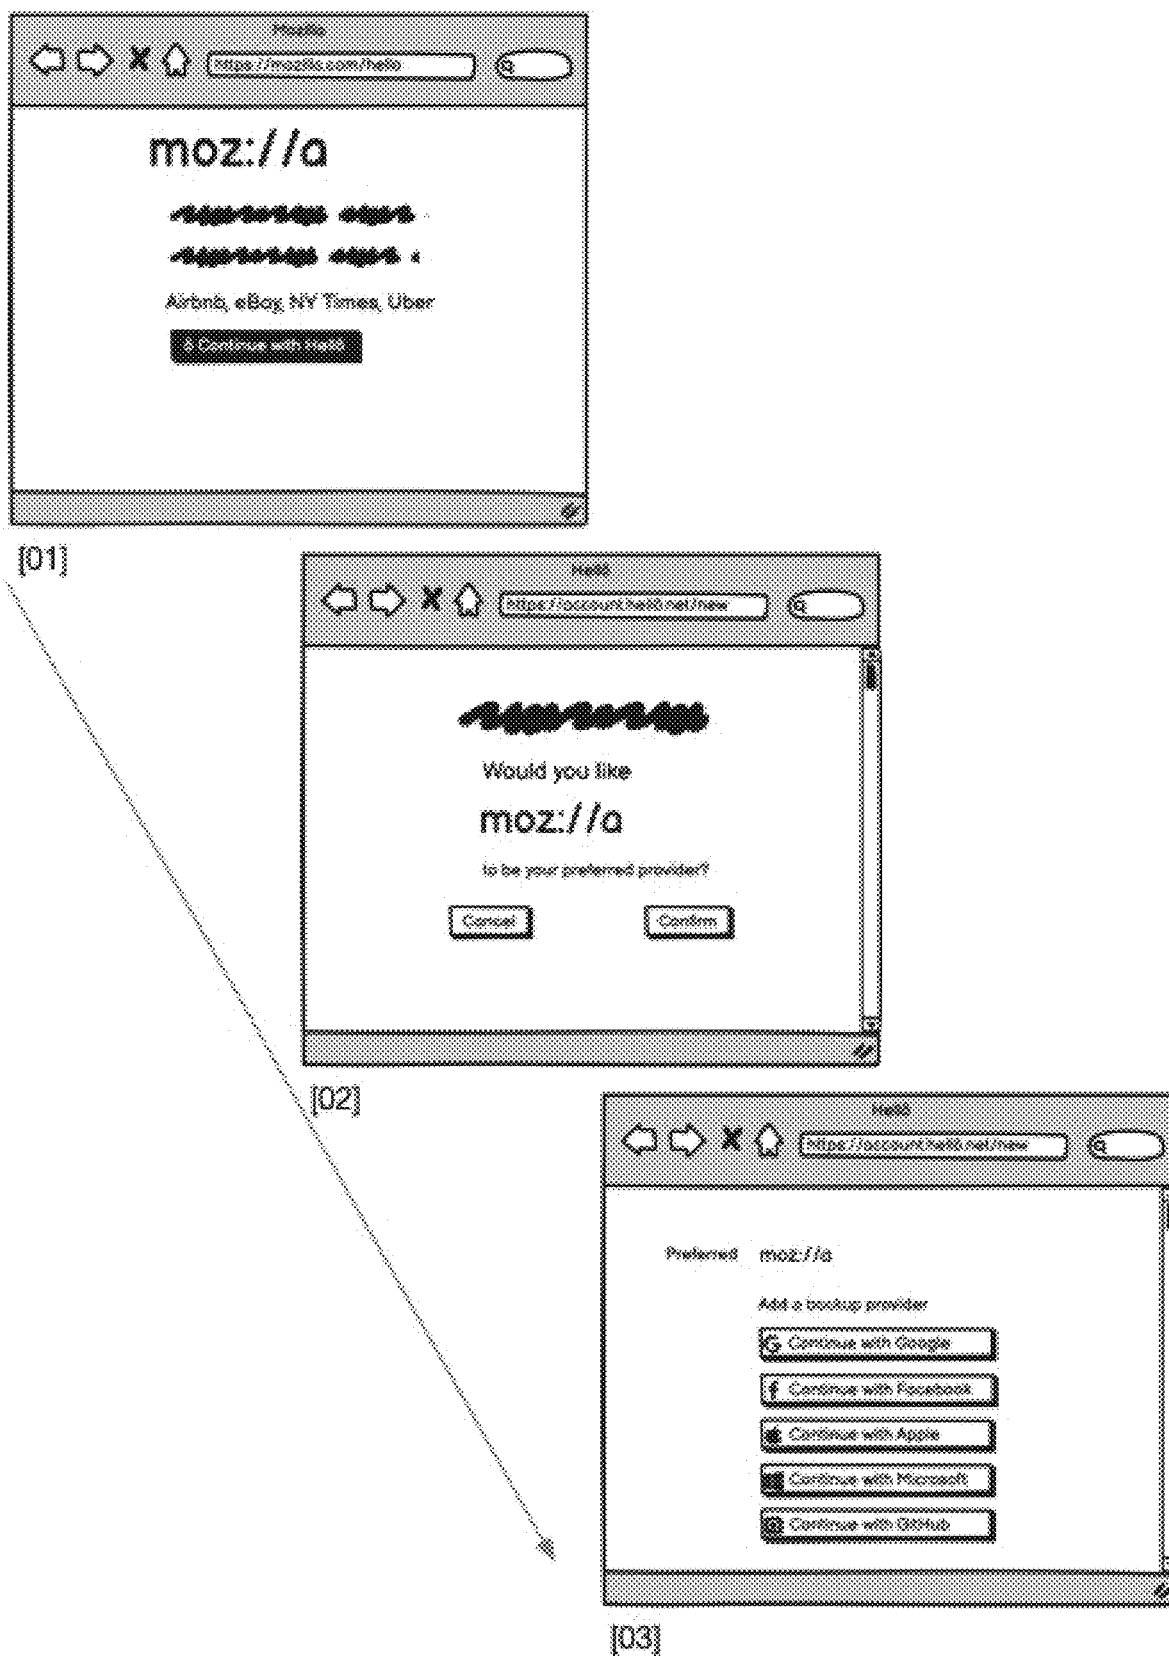 Mozilla
https://mozilla.com/hello
moz://a
Airbnb, eBay, NY Times, Uber
Continue with Hellō
[01]
Hellō
https://account.hellō.net/new
Would you like
moz://a
to be your preferred provider?
Cancel Confirm
[02]
Hellō
https://account.hellō.net/new
Preferred moz://a
Add a backup provider
G Continue with Google
f Continue with Facebook
Continue with Apple
Continue with Microsoft
Continue with GitHub
[03]